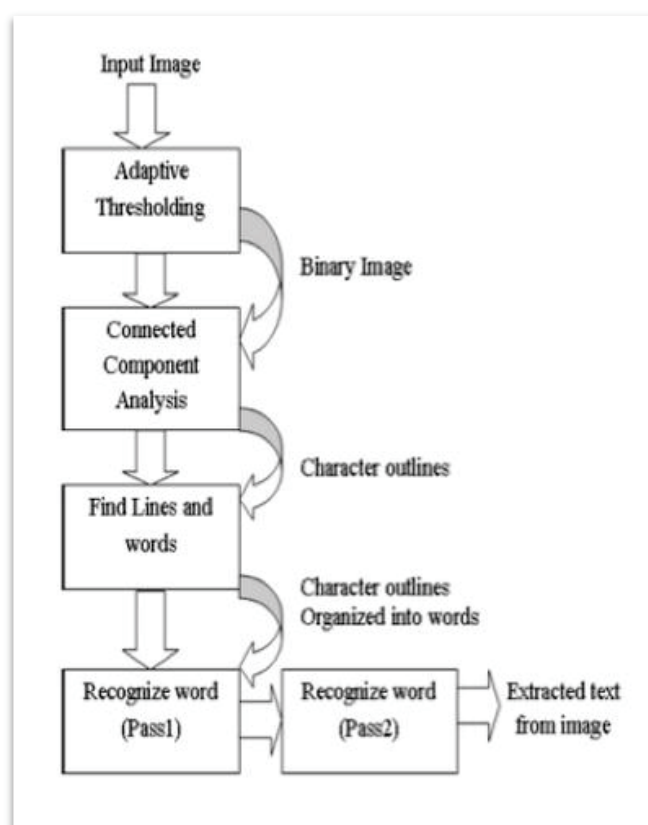 Input Image
Adaptive
Thresholding
Binary Image
Connected
Component
Analysis
Character outlines
Find Lines and
words
Character outlines
Organized into words
Recognize word
(Pass1)
Recognize word
(Pass2)
Extracted text
from image